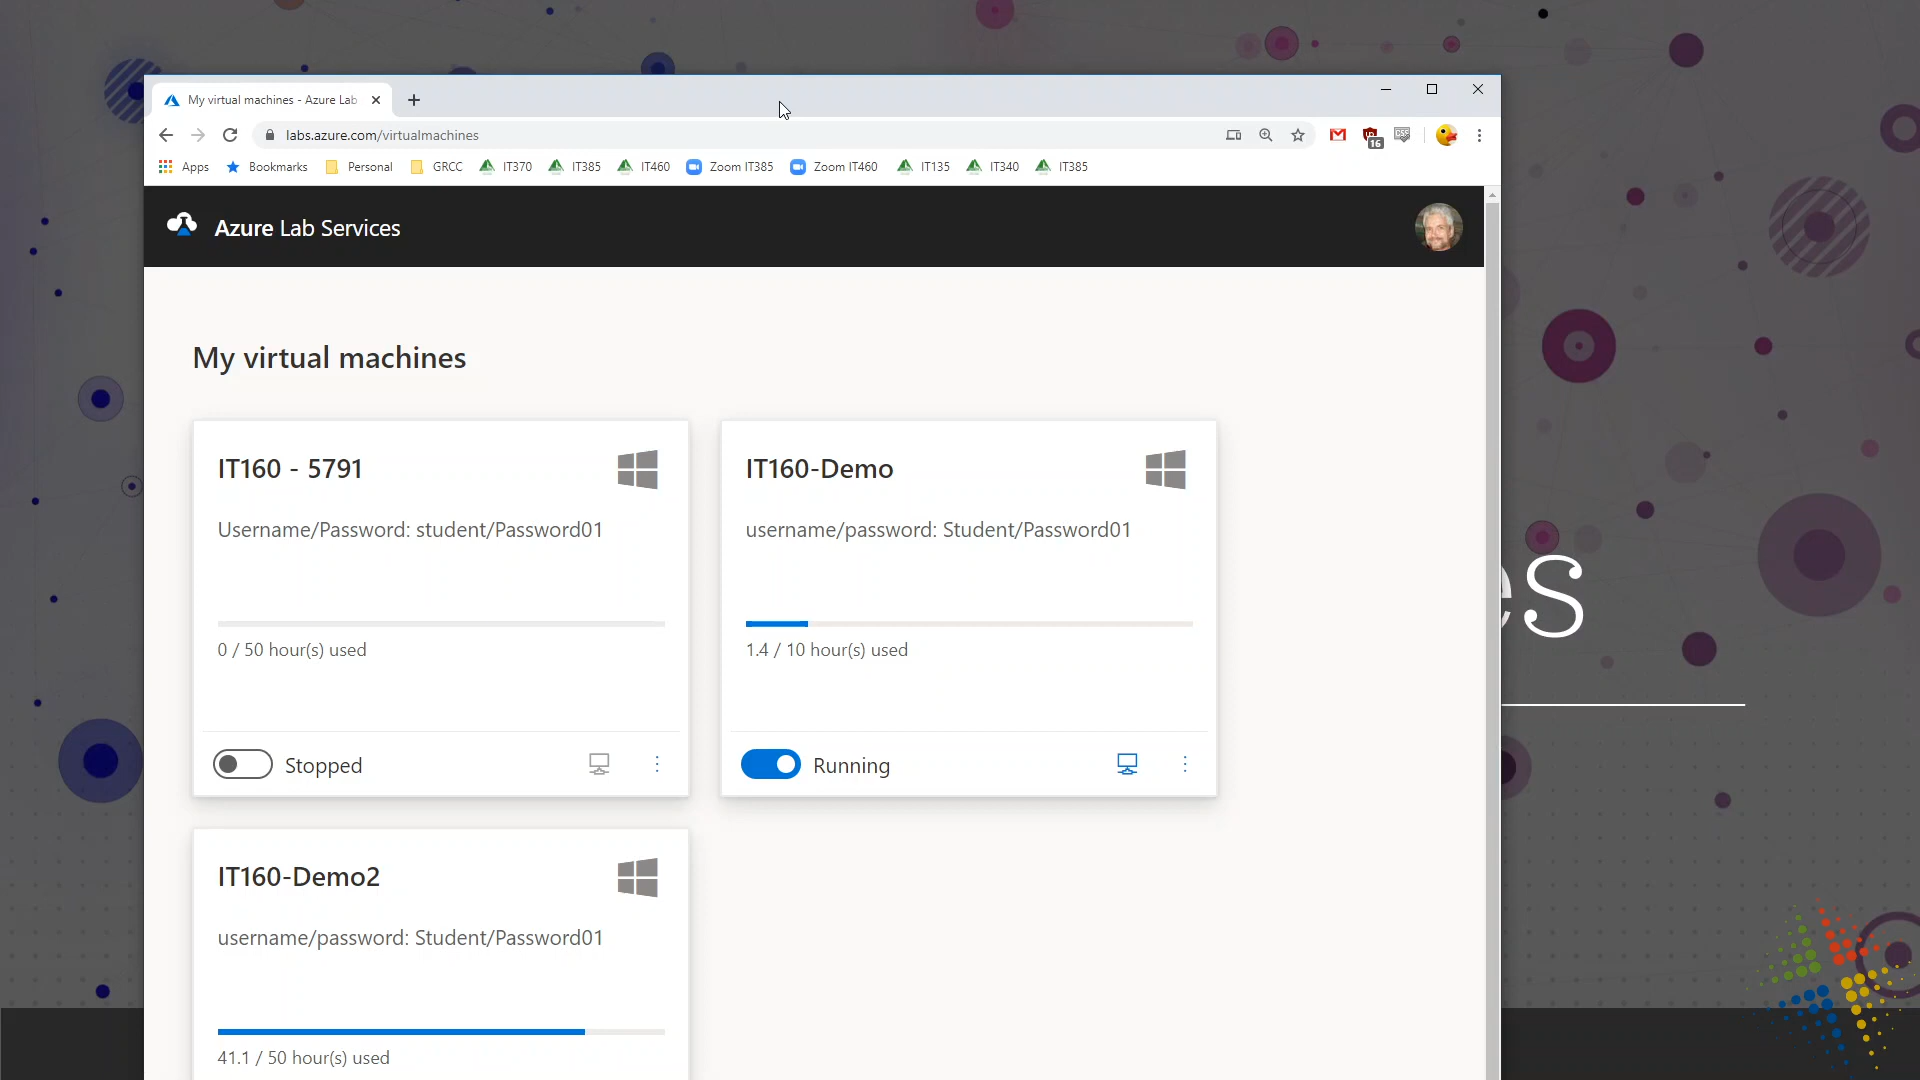 My virtual machines - Azure Lab
labs.azure.com/virtualmachines
16
Apps
Bookmarks
Personal
GRCC
IT370
IT385
IT460
Zoom IT385
Zoom IT460
IT135
IT340
IT385
Azure Lab Services
My virtual machines
IT160 - 5791
Username/Password: student/Password01
0 / 50 hour(s) used
Stopped
IT160-Demo
username/password: Student/Password01
1.4 / 10 hour(s) used
Running
IT160-Demo2
username/password: Student/Password01
41.1 / 50 hour(s) used
es